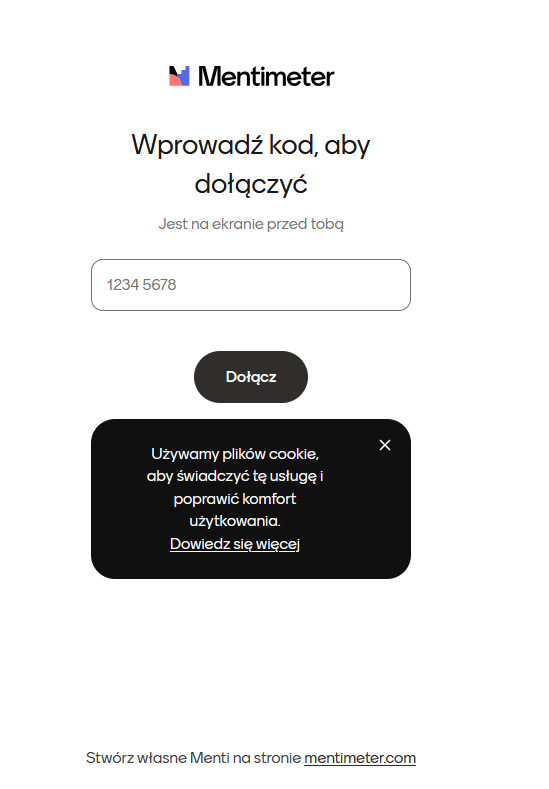 Mentimeter
Wprowadź kod, aby
dołączyć
Jest na ekranie przed tobą
1234 5678
Dołącz
Używamy plików cookie,
aby świadczyć tę usługę i
poprawić komfort
użytkowania.
Dowiedz się więcej
Stwórz własne Menti na stronie mentimeter.com